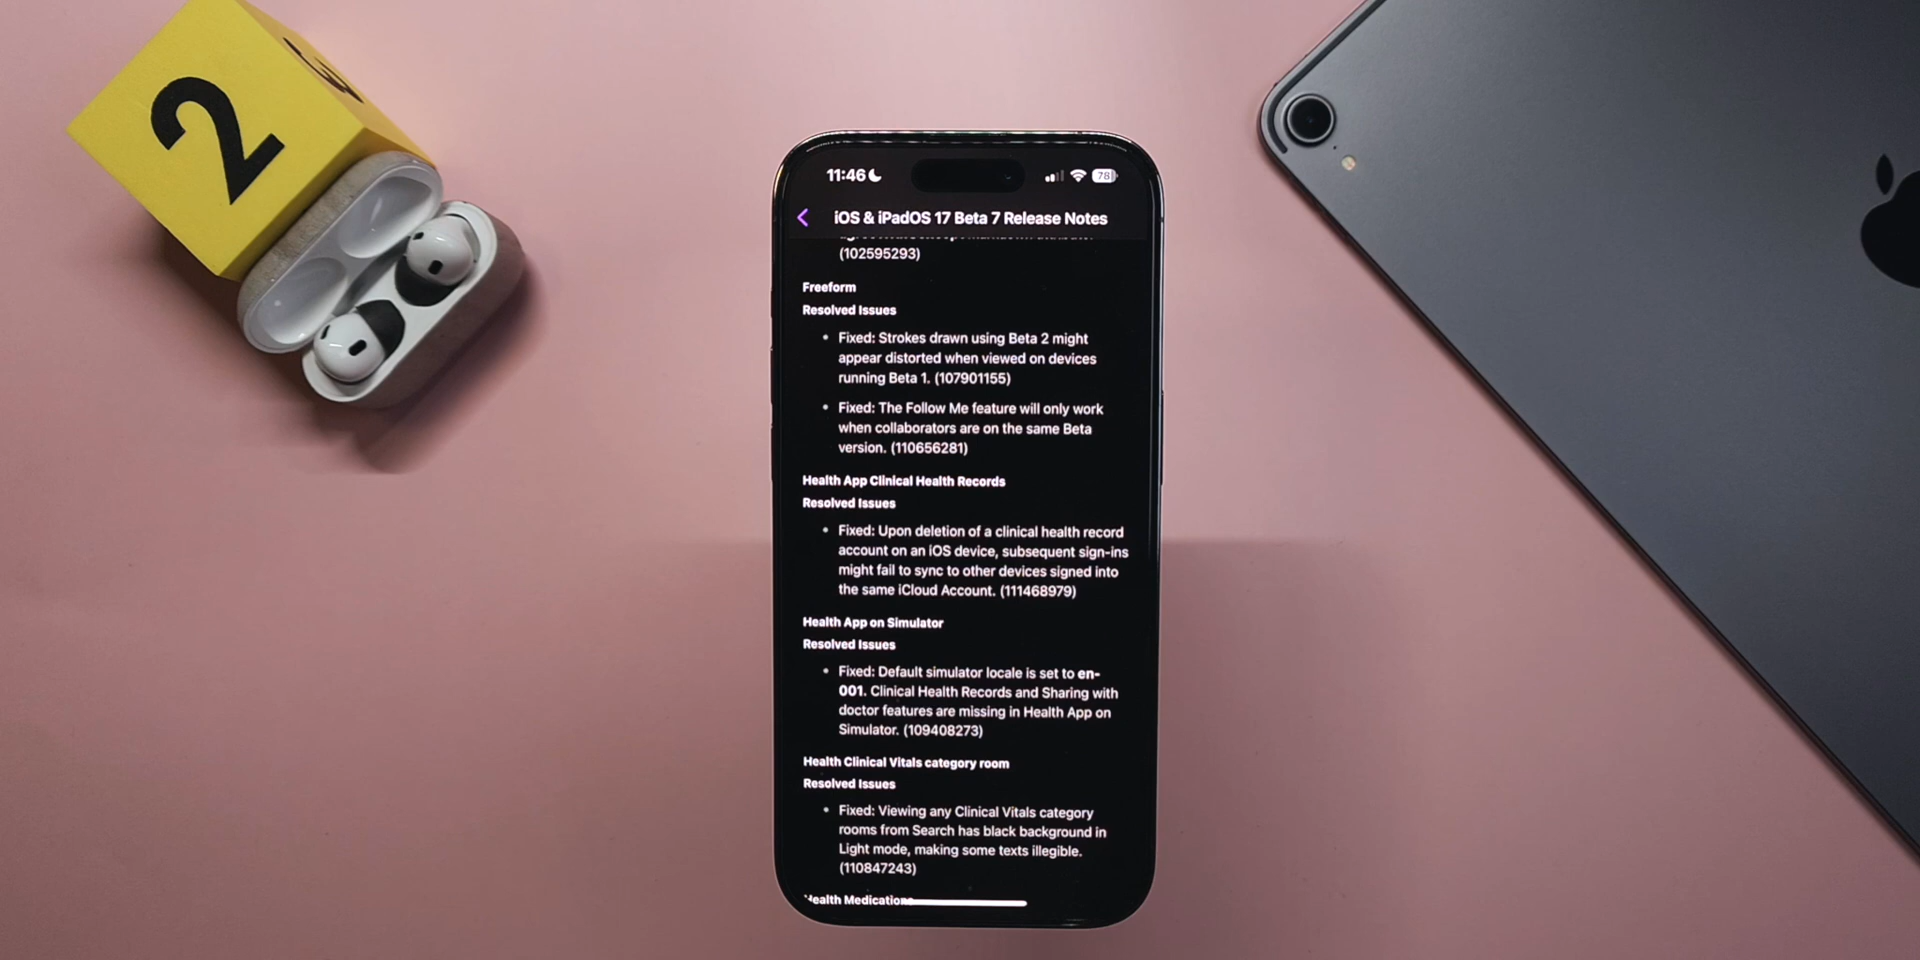 2
3
11:46
78
iOS & iPadOS 17 Beta 7 Release Notes
(102595293)
Freeform
Resolved Issues
• Fixed: Strokes drawn using Beta 2 might
appear distorted when viewed on devices
running Beta 1. (107901155)
• Fixed: The Follow Me feature will only work
when collaborators are on the same Beta
version. (110656281)
Health App Clinical Health Records
Resolved Issues
• Fixed: Upon deletion of a clinical health record
account on an iOS device, subsequent sign-ins
might fail to sync to other devices signed into
the same iCloud Account. (111468979)
Health App on Simulator
Resolved Issues
• Fixed: Default simulator locale is set to en-
001. Clinical Health Records and Sharing with
doctor features are missing in Health App on
Simulator. (109408273)
Health Clinical Vitals category room
Resolved Issues
• Fixed: Viewing any Clinical Vitals category
rooms from Search has black background in
Light mode, making some texts illegible.
(110847243)
Health Medications